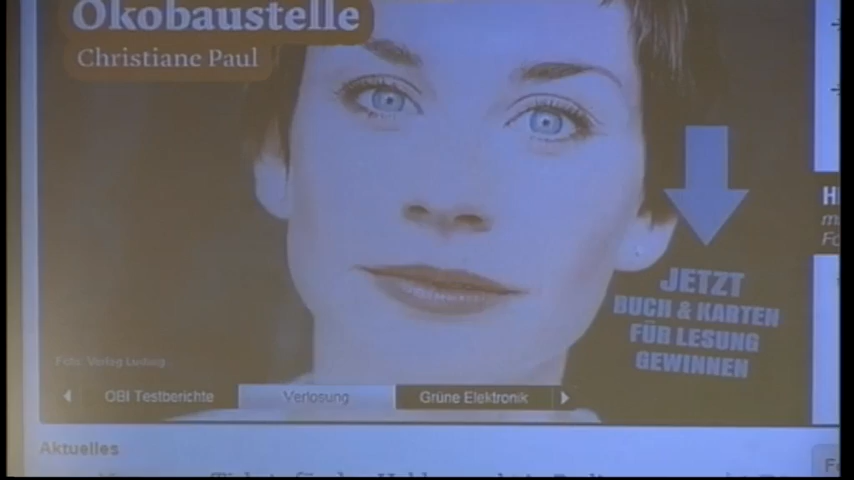 Ökobaustelle
Christiane Paul
JETZT
BUCH & KARTEN
FÜR LESUNG
GEWINNEN
Foto: Verlag Ludwig
OBI Testberichte
Verlosung
Grüne Elektronik
Aktuelles